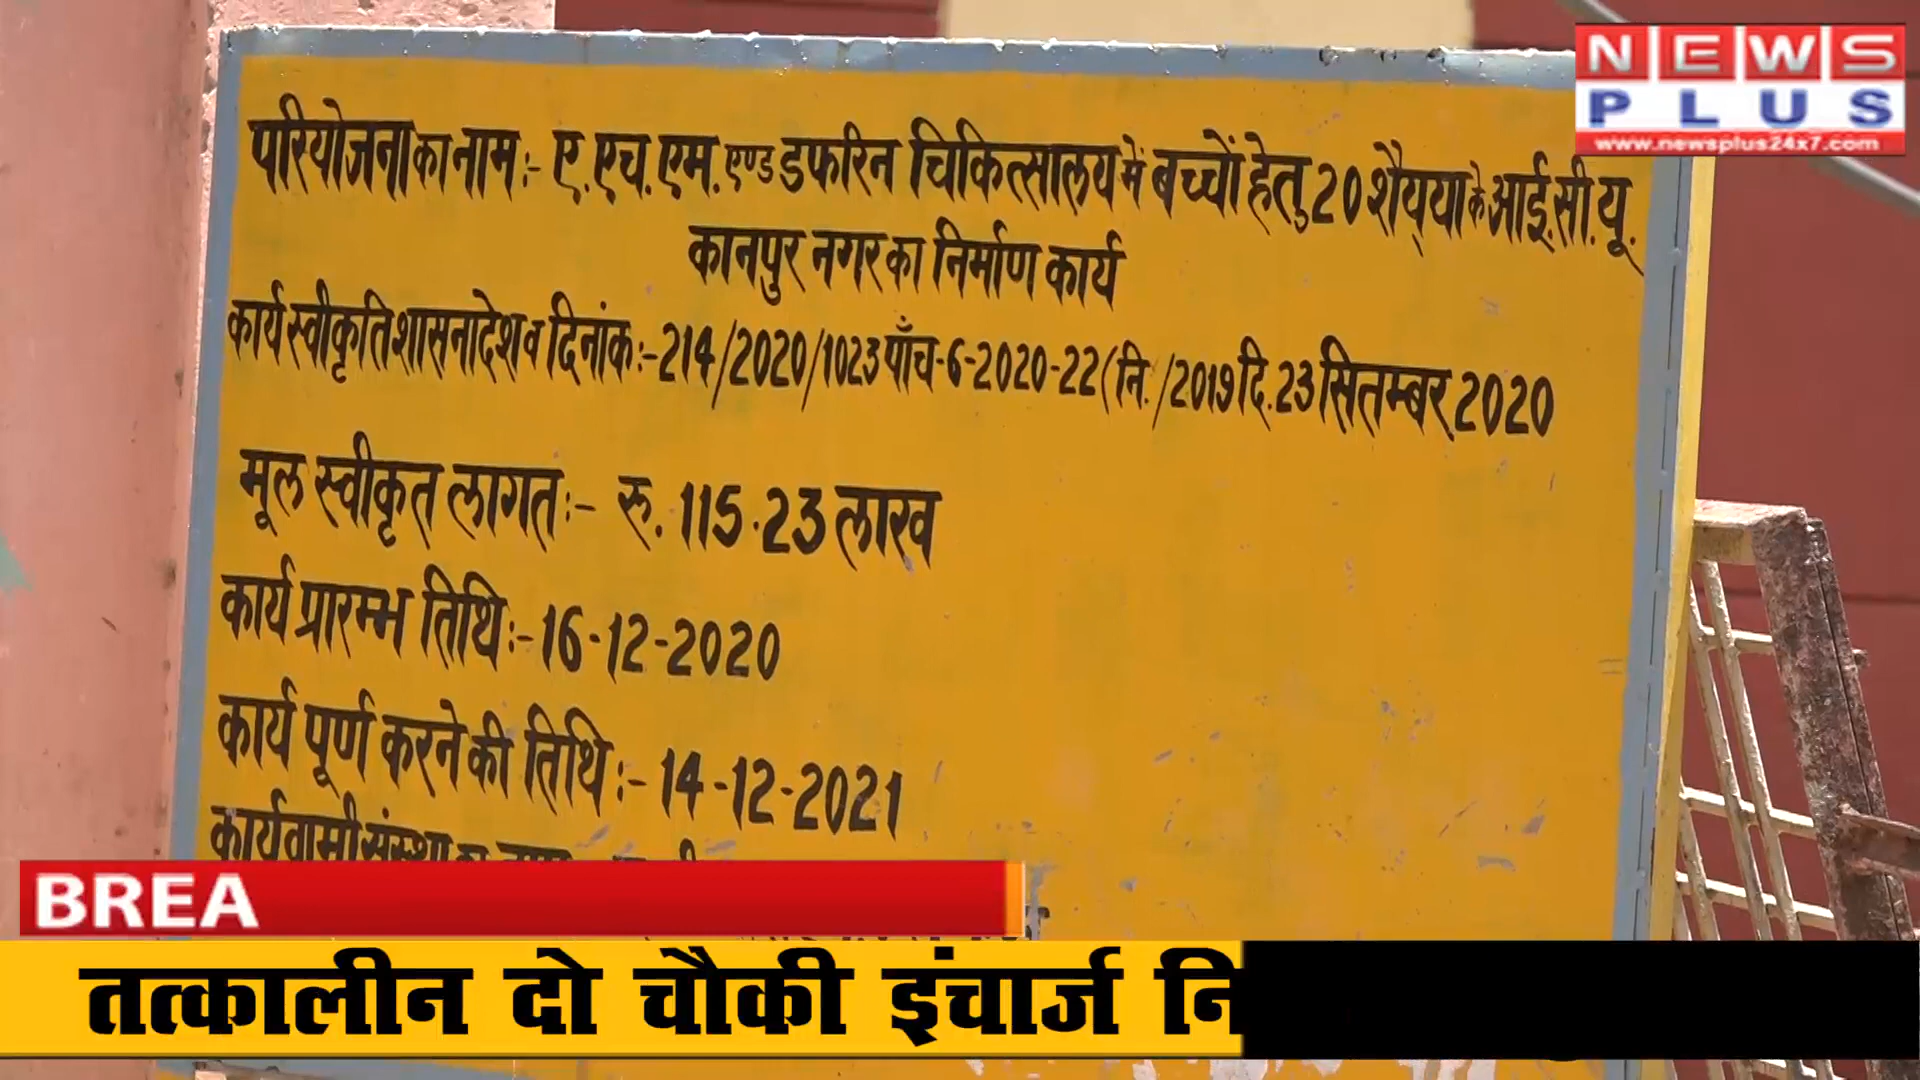 NEWS
PLUS
www.newsplus24x7.com
परियोजना का नाम:- ए.एच.एम. एण्ड डफरिन चिकित्सालय में बच्चों हेतु 20 शैय्या के आई.सी.यू.
कानपुर नगर का निर्माण कार्य
कार्य स्वीकृति शासनादेश व दिनांक:-214/2020/1023पाँच-6-2020-22(नि./2019 दि.23 सितम्बर,2020
मूल स्वीकृत लागत:- रू. 115.23 लाख
कार्य प्रारम्भ तिथि:-16-12-2020
कार्य पूर्ण करने की तिथि:-14-12-2021
BREA
तत्कालीन दो चौकी इंचार्ज नि